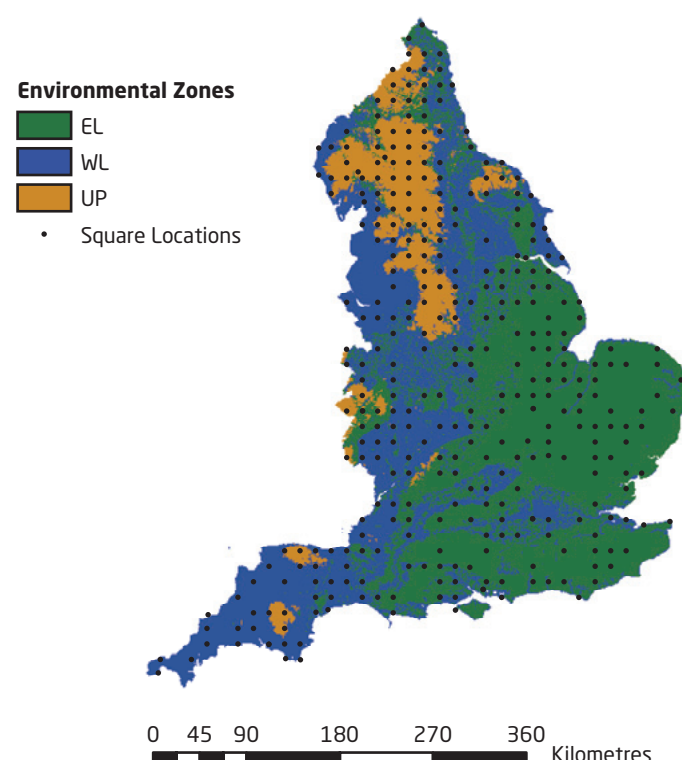 Environmental Zones
EL
WL
UP
Square Locations
0 45 90 180 270 360
Kilometres